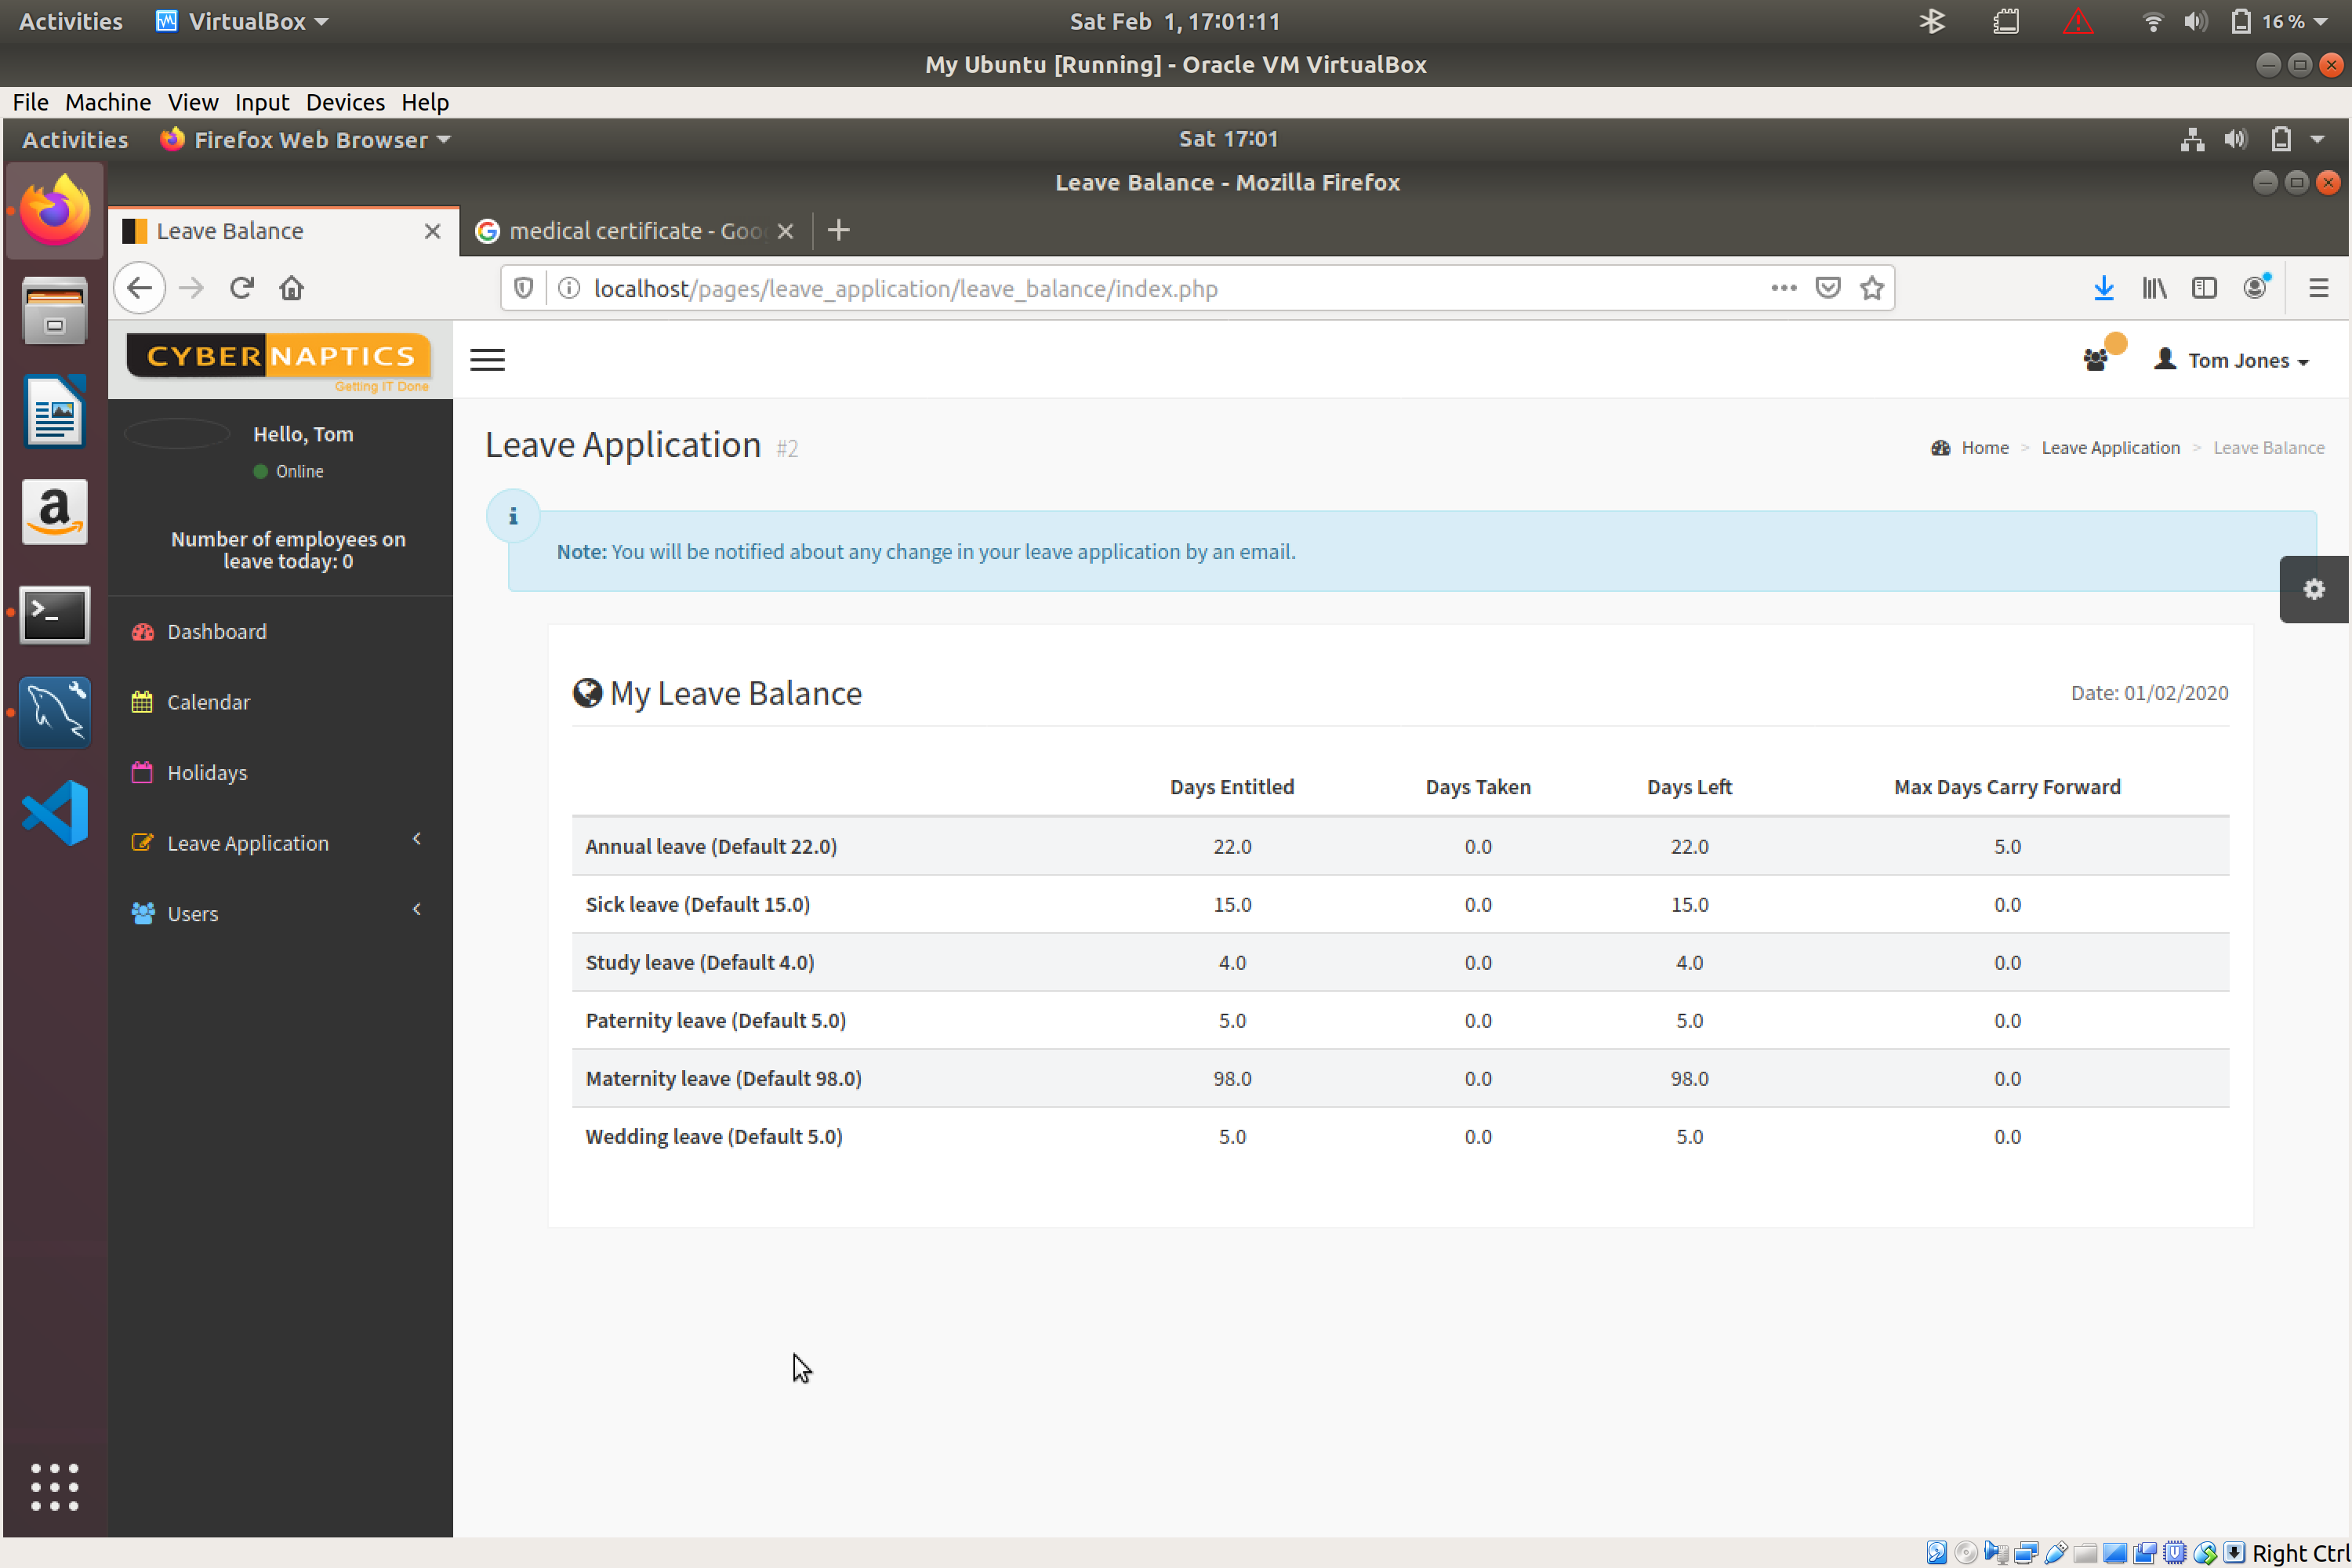 Activities VirtualBox Sat Feb 1, 17:01:11 16 %
My Ubuntu [Running] - Oracle VM VirtualBox
File Machine View Input Devices Help
Activities Firefox Web Browser Sat 17:01
Leave Balance - Mozilla Firefox
Leave Balance medical certificate - Goo
localhost/pages/leave_application/leave_balance/index.php
CYBERNAPTICS
Getting IT Done
Tom Jones
Hello, Tom
Online
Number of employees on
leave today: 0
Dashboard
Calendar
Holidays
Leave Application
Users
Leave Application #2
Home > Leave Application > Leave Balance
Note: You will be notified about any change in your leave application by an email.
My Leave Balance Date: 01/02/2020
Days Entitled Days Taken Days Left Max Days Carry Forward
Annual leave (Default 22.0) 22.0 0.0 22.0 5.0
Sick leave (Default 15.0) 15.0 0.0 15.0 0.0
Study leave (Default 4.0) 4.0 0.0 4.0 0.0
Paternity leave (Default 5.0) 5.0 0.0 5.0 0.0
Maternity leave (Default 98.0) 98.0 0.0 98.0 0.0
Wedding leave (Default 5.0) 5.0 0.0 5.0 0.0
Right Ctrl